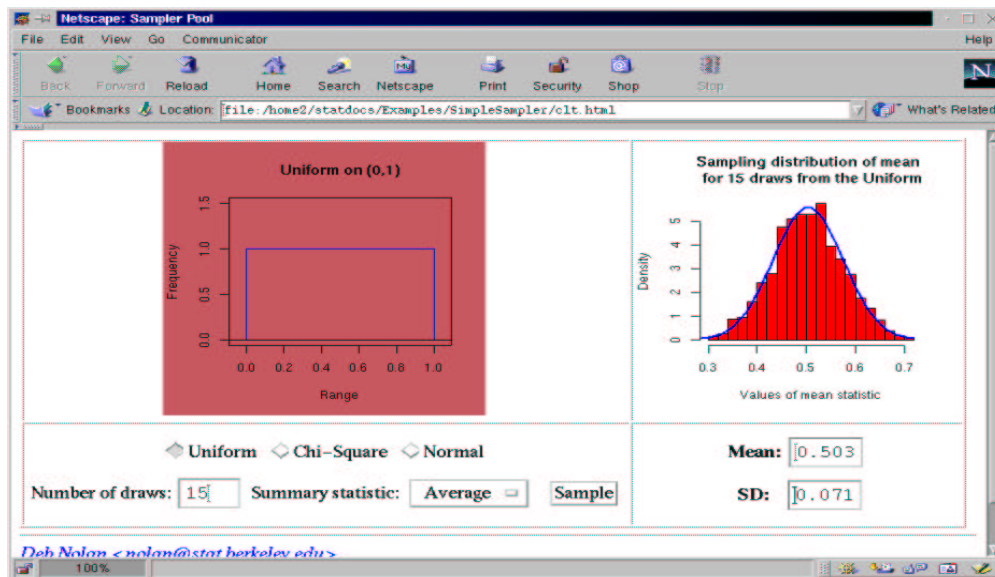 Netscape: Sampler Pool
File Edit View Go Communicator Help
Back Forward Reload Home Search Netscape Print Security Shop Stop
N
Bookmarks Location: file:/home2/statdocs/Examples/SimpleSampler/clt.html What's Related
Uniform on (0,1)
Frequency
1.5
1.0
0.5
0.0
0.0 0.2 0.4 0.6 0.8 1.0
Range
Sampling distribution of mean
for 15 draws from the Uniform
Density
5
4
3
2
1
0
0.3 0.4 0.5 0.6 0.7
Values of mean statistic
Uniform Chi-Square Normal
Number of draws: 15 Summary statistic: Average Sample
Mean: 0.503
SD: 0.071
Deb Nolan <nolan@stat.berkeley.edu>
100%